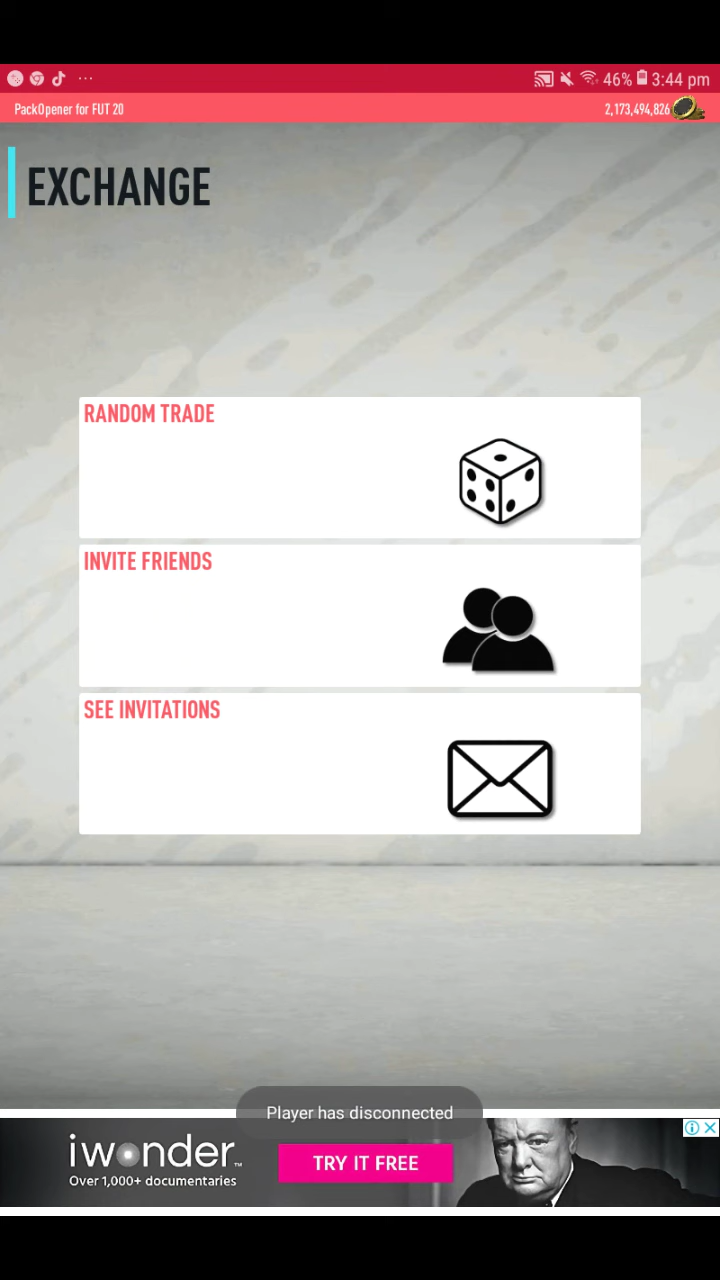 46% 3:44 pm
PackOpener for FUT 20
2,173,494,826
EXCHANGE
RANDOM TRADE
INVITE FRIENDS
SEE INVITATIONS
Player has disconnected
iwonder™
Over 1,000+ documentaries
TRY IT FREE